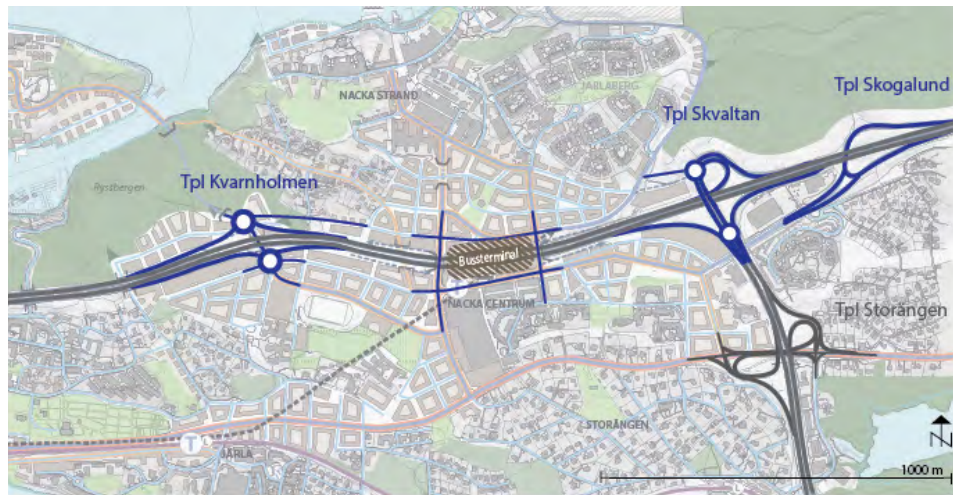 Tpl Skogalund
NACKA STRAND
JARLABERG
Tpl Skvaltan
Ryssbergen
Tpl Kvarnholmen
Bussterminal
NACKA CENTRUM
Tpl Storängen
STORÄNGEN
T
JÄRLA
N
1000 m